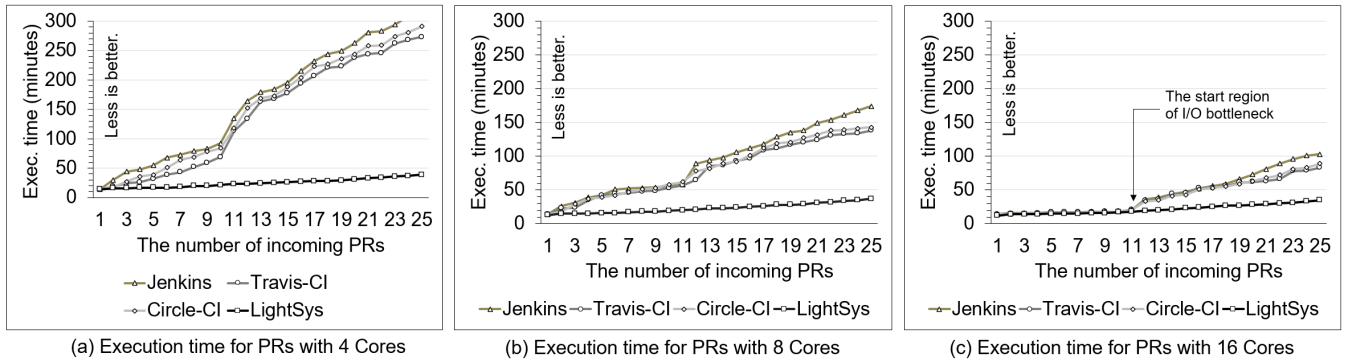 300
250
200
150
100
50
0
Exec. time (minutes)
Less is better.
1 3 5 7 9 11 13 15 17 19 21 23 25
The number of incoming PRs
Jenkins Travis-CI
Circle-CI LightSys
(a) Execution time for PRs with 4 Cores
300
250
200
150
100
50
0
Exec. time (minutes)
Less is better.
1 3 5 7 9 11 13 15 17 19 21 23 25
The number of incoming PRs
Jenkins Travis-CI Circle-CI LightSys
(b) Execution time for PRs with 8 Cores
300
250
200
150
100
50
0
Exec. time (minutes)
Less is better.
The start region
of I/O bottleneck
1 3 5 7 9 11 13 15 17 19 21 23 25
The number of incoming PRs
Jenkins Travis-CI Circle-CI LightSys
(c) Execution time for PRs with 16 Cores